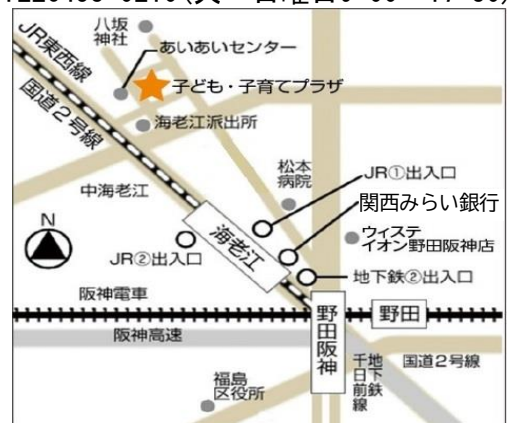 八坂
神社
あいあいセンター
子ども・子育てプラザ
海老江派出所
JR東西線
国道2号線
中海老江
松本
病院
JR①出入口
関西みらい銀行
ウィステ
イオン野田阪神店
海老江
N
JR②出入口
地下鉄②出入口
阪神電車
野田
野田阪神
阪神高速
国道2号線
千日前線
地下鉄
福島
区役所